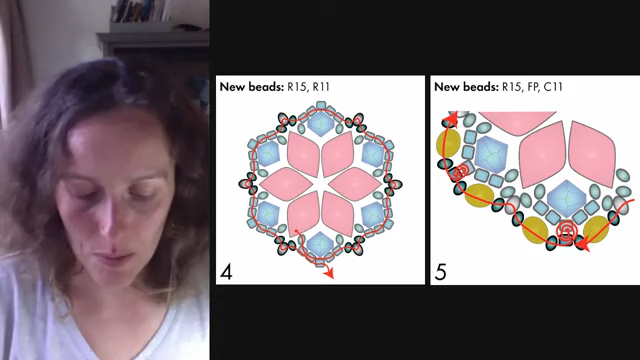 New beads: R15, R11
4
New beads: R15, FP, C11
5